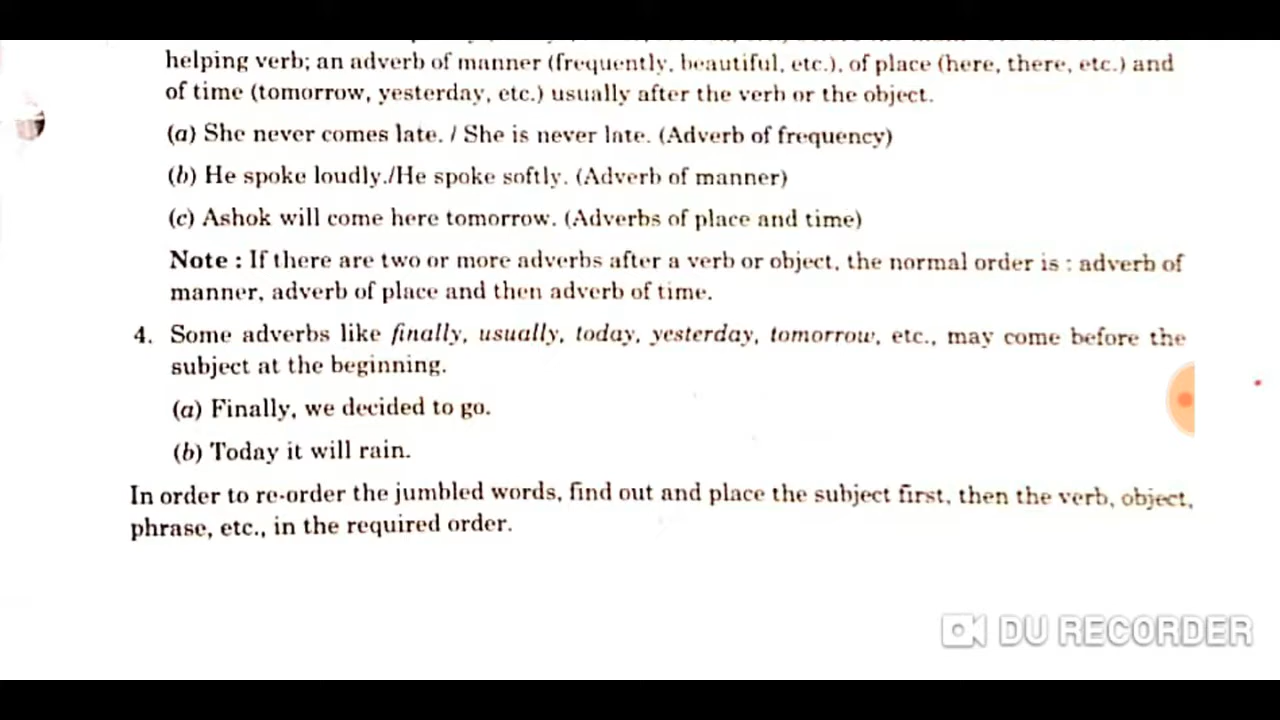 helping verb; an adverb of manner (frequently, beautiful, etc.), of place (here, there, etc.) and
of time (tomorrow, yesterday, etc.) usually after the verb or the object.
(a) She never comes late. / She is never late. (Adverb of frequency)
(b) He spoke loudly./He spoke softly. (Adverb of manner)
(c) Ashok will come here tomorrow. (Adverbs of place and time)
Note : If there are two or more adverbs after a verb or object, the normal order is : adverb of
manner, adverb of place and then adverb of time.
4. Some adverbs like finally, usually, today, yesterday, tomorrow, etc., may come before the
subject at the beginning.
(a) Finally, we decided to go.
(b) Today it will rain.
In order to re-order the jumbled words, find out and place the subject first, then the verb, object,
phrase, etc., in the required order.
DU RECORDER